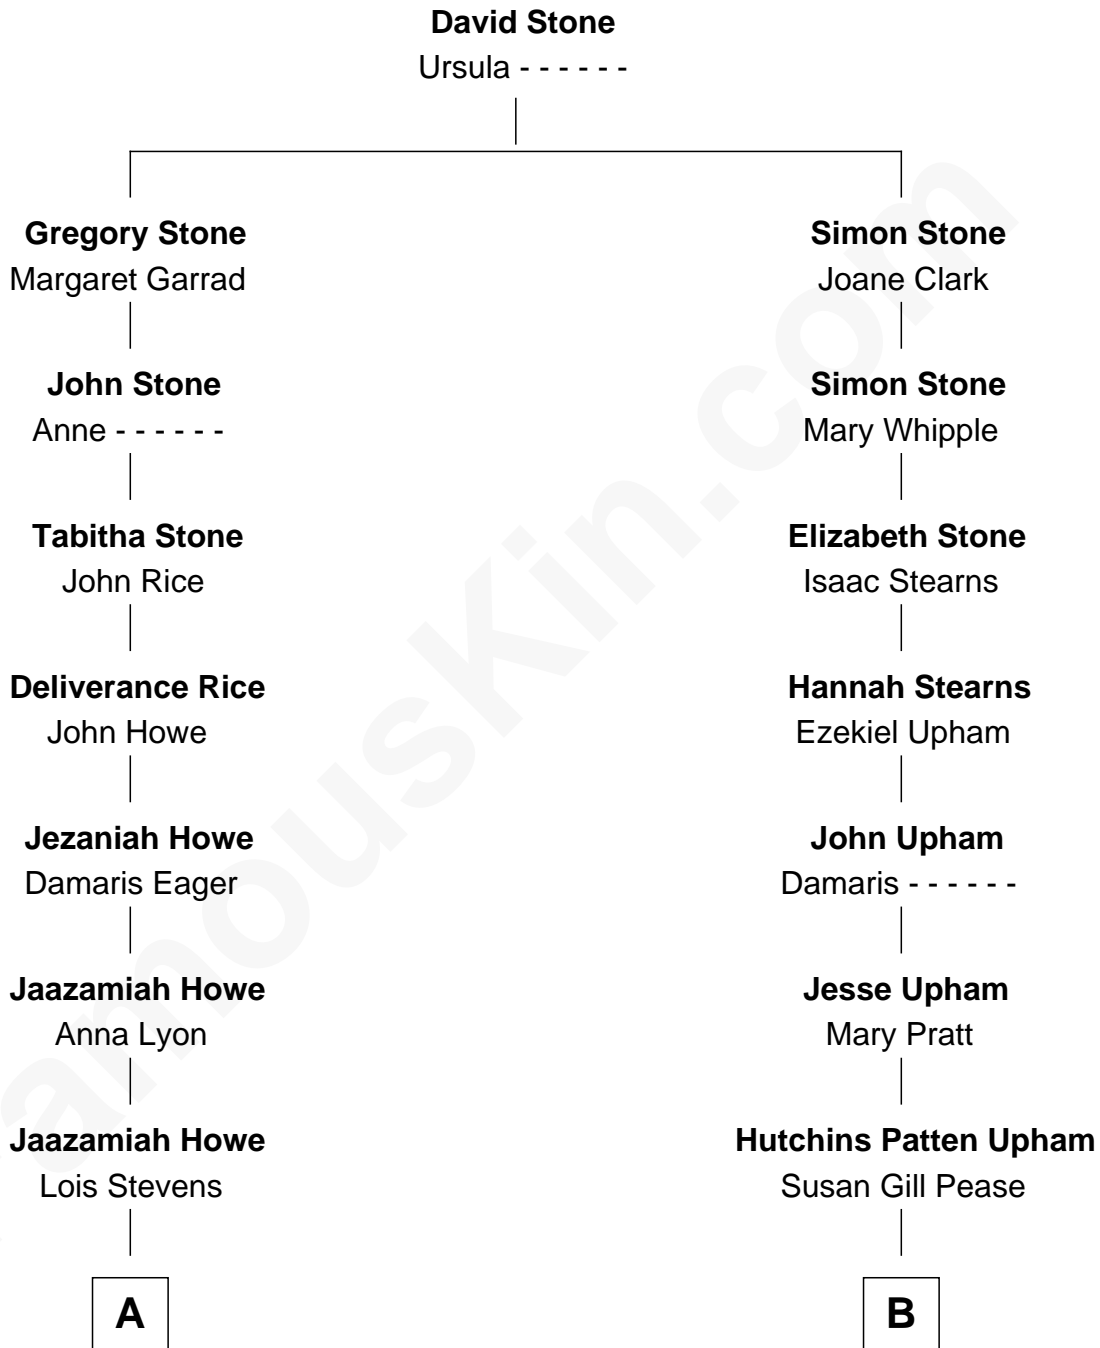 David Stone
Ursula - - - - - -
Gregory Stone
Margaret Garrad
John Stone
Anne - - - - - -
Tabitha Stone
John Rice
Deliverance Rice
John Howe
Jezaniah Howe
Damaris Eager
Jaazamiah Howe
Anna Lyon
Jaazamiah Howe
Lois Stevens
A
Simon Stone
Joane Clark
Simon Stone
Mary Whipple
Elizabeth Stone
Isaac Stearns
Hannah Stearns
Ezekiel Upham
John Upham
Damaris - - - - - -
Jesse Upham
Mary Pratt
Hutchins Patten Upham
Susan Gill Pease
B
amouskin.com